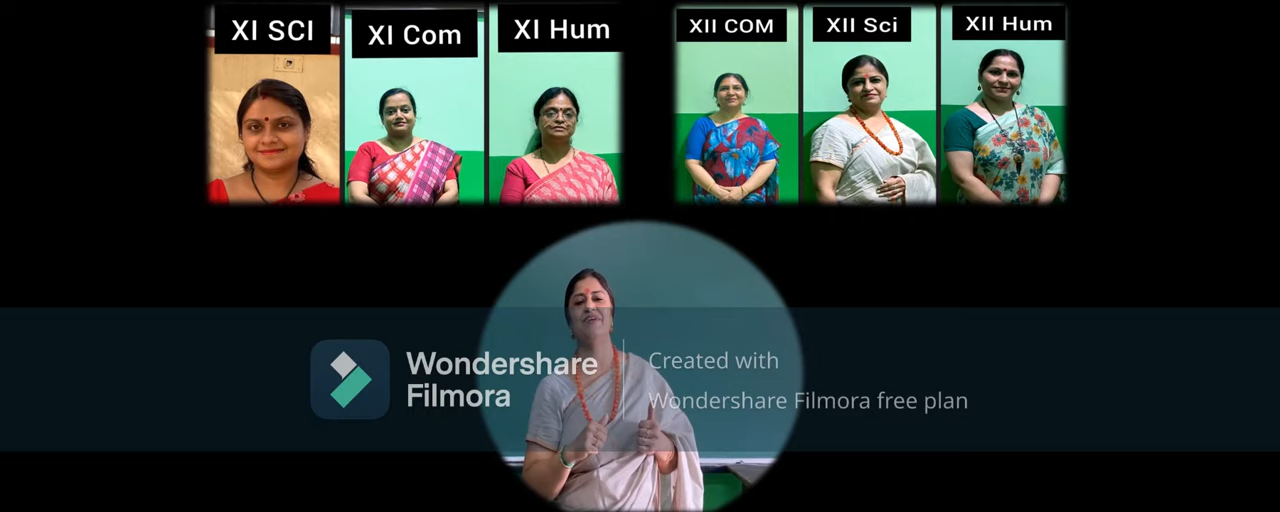 XI SCI
XI Com
XI Hum
XII COM
XII Sci
XII Hum
Wondershare
Filmora
Created with
Wondershare Filmora free plan